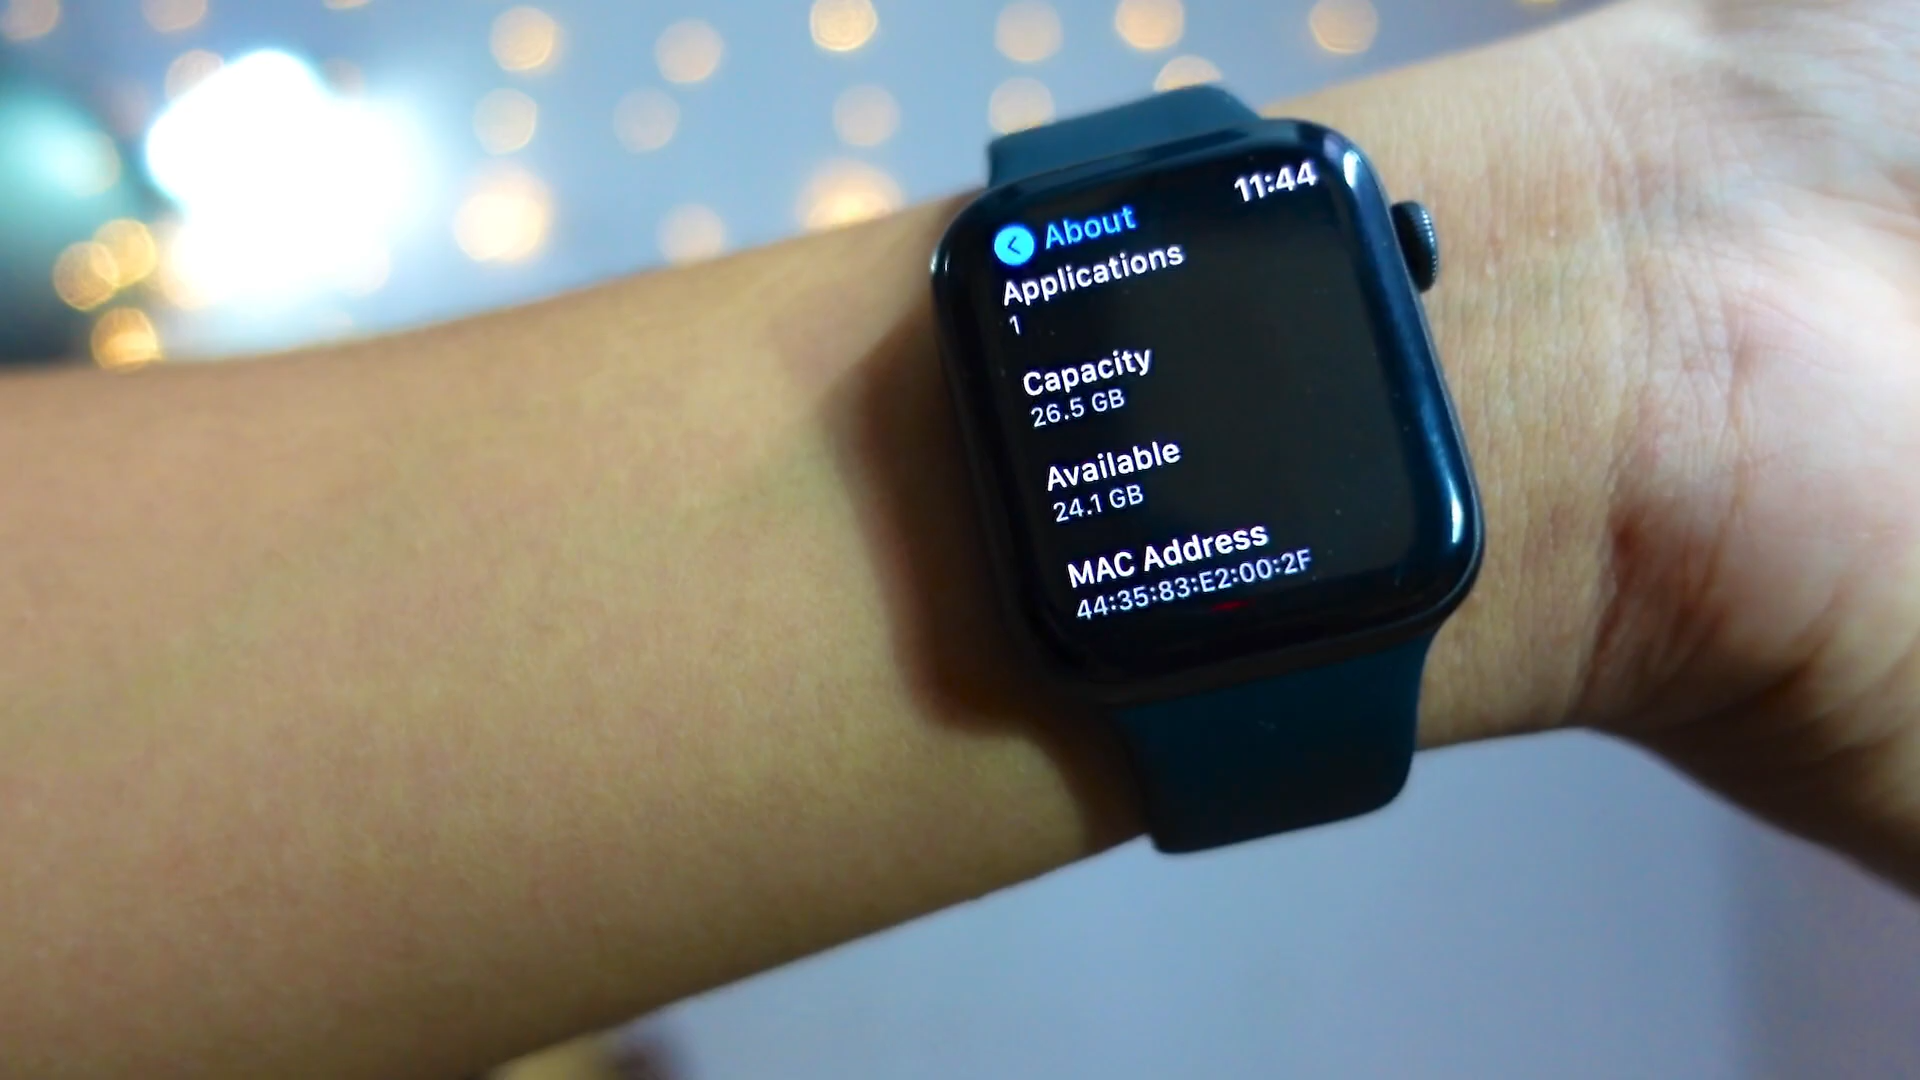 11:44
About
Applications
1
Capacity
26.5 GB
Available
24.1 GB
MAC Address
44:35:83:E2:00:2F